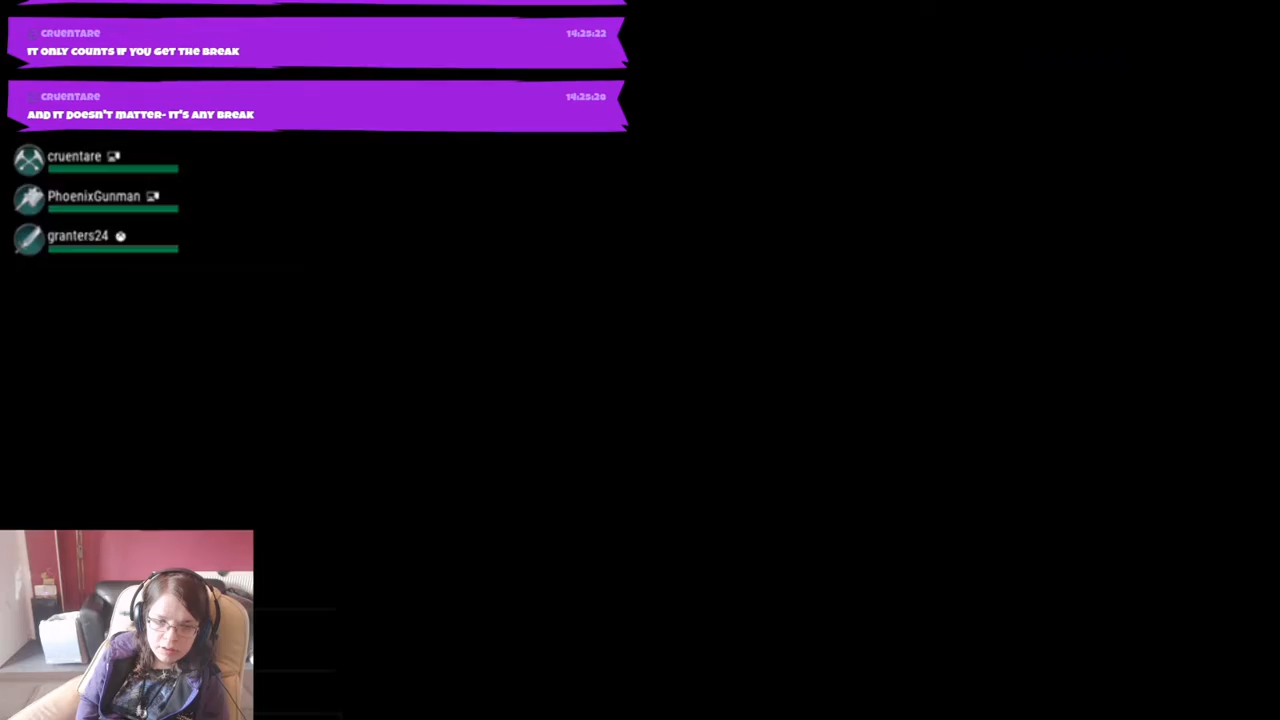 CRUENTARE 14:25:22
IT ONLY COUNTS IF YOU GET THE BREAK
CRUENTARE 14:25:20
AND IT DOESN'T MATTER- IT'S ANY BREAK
cruentare
PhoenixGunman
granters24